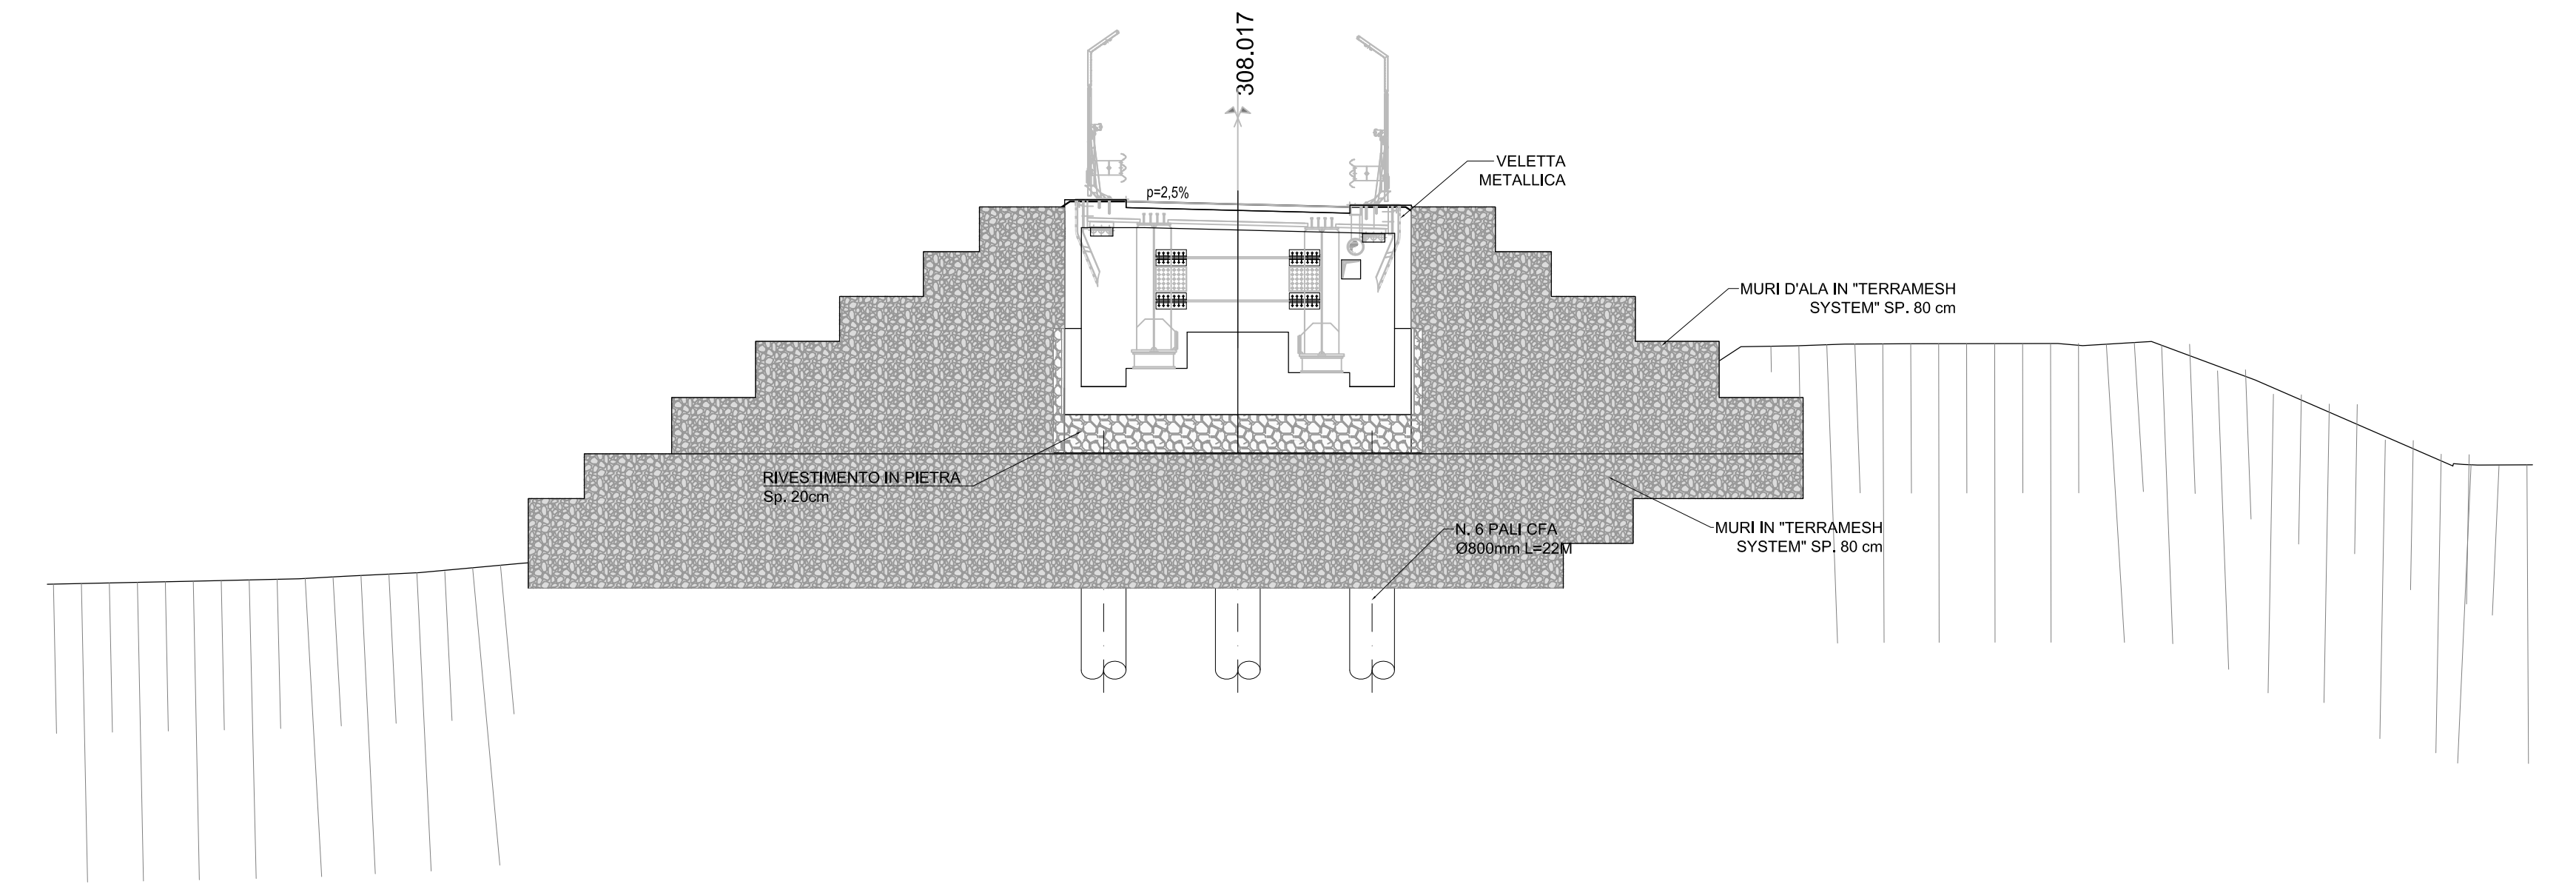 308.017
VELETTA
METALLICA
p=2,5%
MURI D'ALA IN "TERRAMESH
SYSTEM" SP. 80 cm
RIVESTIMENTO IN PIETRA
Sp. 20cm
N. 6 PALI CFA
Ø800mm L=22M
MURI IN "TERRAMESH
SYSTEM" SP. 80 cm